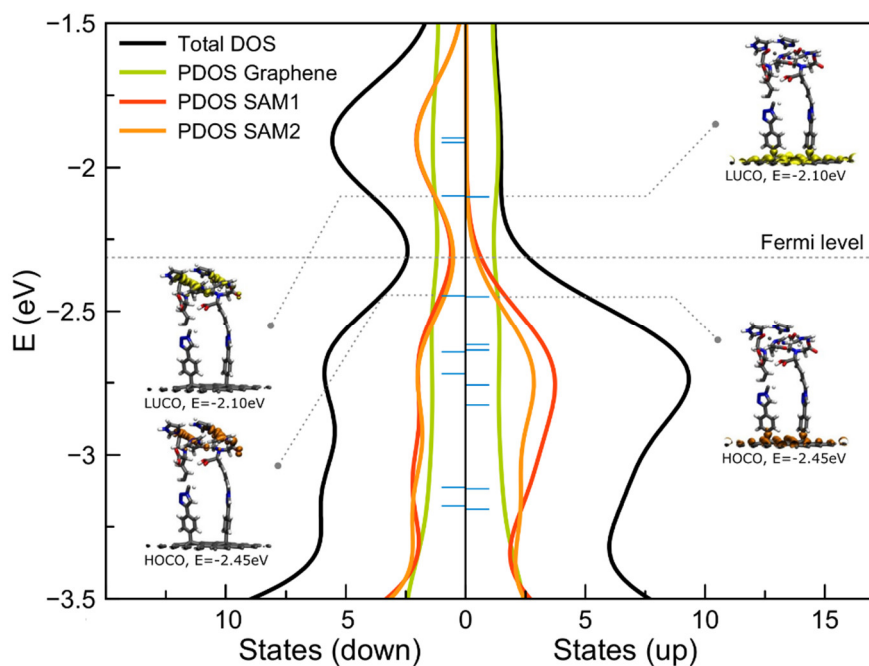 -1.5
Total DOS
PDOS Graphene
PDOS SAM1
PDOS SAM2
-2
LUCO, E=-2.10eV
Fermi level
E (eV)
-2.5
LUCO, E=-2.10eV
HOCO, E=-2.45eV
-3
HOCO, E=-2.45eV
-3.5
10 5 0 5 10 15
States (down) States (up)